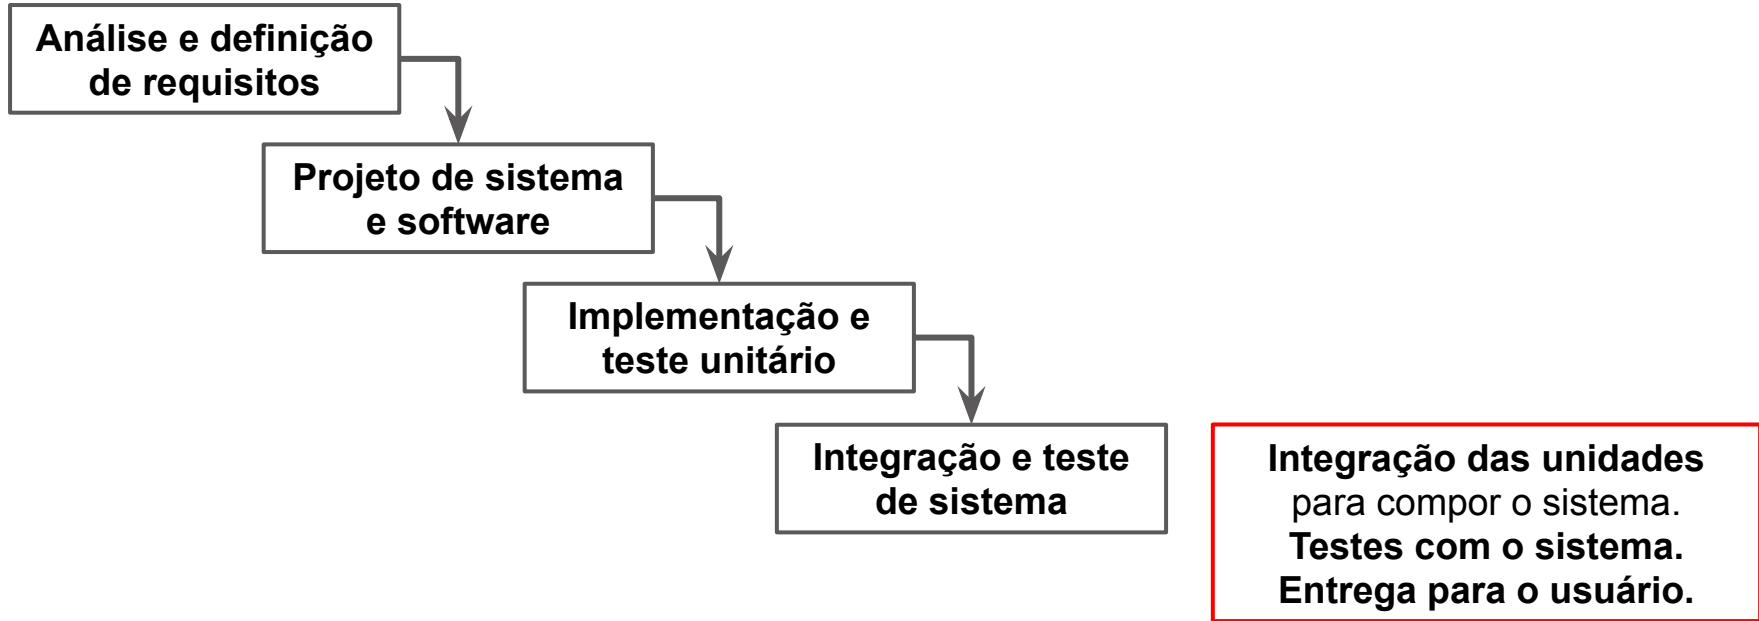 Análise e definição
de requisitos
Projeto de sistema
e software
Implementação e
teste unitário
Integração e teste
de sistema
Integração das unidades
para compor o sistema.
Testes com o sistema.
Entrega para o usuário.